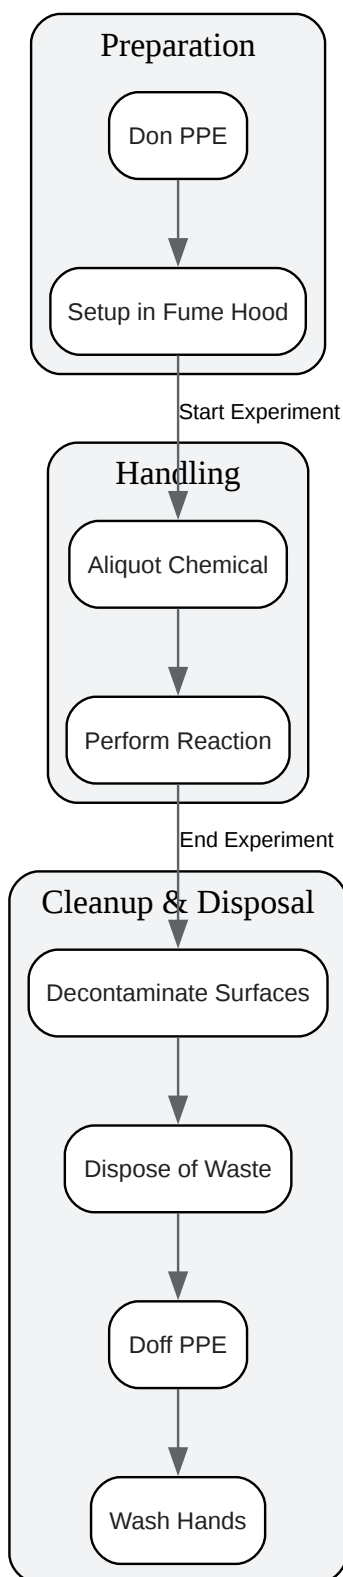 Preparation
Don PPE
Setup in Fume Hood
Start Experiment
Handling
Aliquot Chemical
Perform Reaction
End Experiment
Cleanup & Disposal
Decontaminate Surfaces
Dispose of Waste
Doff PPE
Wash Hands